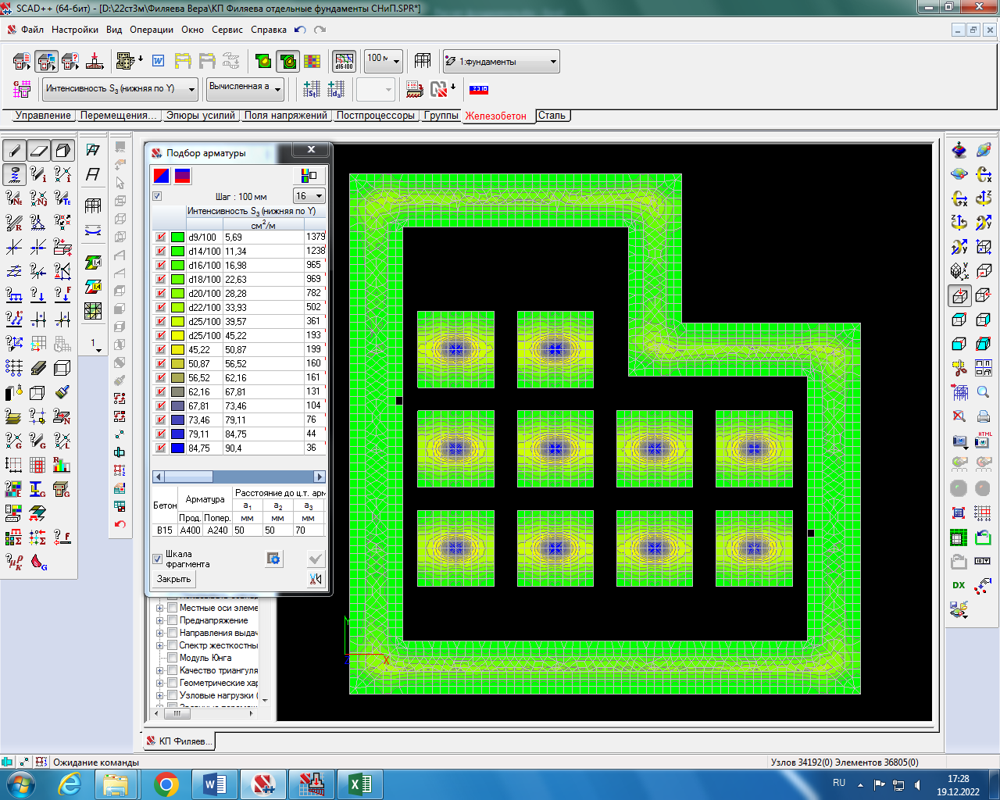 SCAD++ (64-бит) - [D:\22ст3м\Филяева Вера\КП Филяева отдельные фундаменты СНиП.SPR*]
Файл Настройки Вид Операции Окно Сервис Справка
d16:100 1:фундаменты
Интенсивность S3 (нижняя по Y) Вычисленная а
Управление Перемещения... Эпюры усилий Поля напряжений Постпроцессоры Группы Железобетон Сталь
Подбор арматуры
Шаг : 100 мм 16
Интенсивность S3 (нижняя по Y)
см2/м
d9/100 5,69 1379
d14/100 11,34 1238
d16/100 16,98 965
d18/100 22,63 969
d20/100 28,28 782
d22/100 33,93 502
d25/100 39,57 361
d25/100 45,22 193
45,22 50,87 199
50,87 56,52 160
56,52 62,16 161
62,16 67,81 131
67,81 73,46 104
73,46 79,11 76
79,11 84,75 44
84,75 90,4 36
Бетон Арматура Расстояние до ц.т. арм
a1 a2 a3
Прод. Попер. мм мм мм
B15 A400 A240 50 50 70
Шкала
фрагмента
Закрыть
Местные оси элеме
Преднапряжение
Направления выдач
Спектр жесткостны
Модуль Юнга
Качество триангуля
Геометрические хар
Узловые нагрузки (
Y
Z X
HTML
DX
КП Филяев...
Ожидание команды Узлов 34192(0) Элементов 36805(0)
RU 17:28
19.12.2022